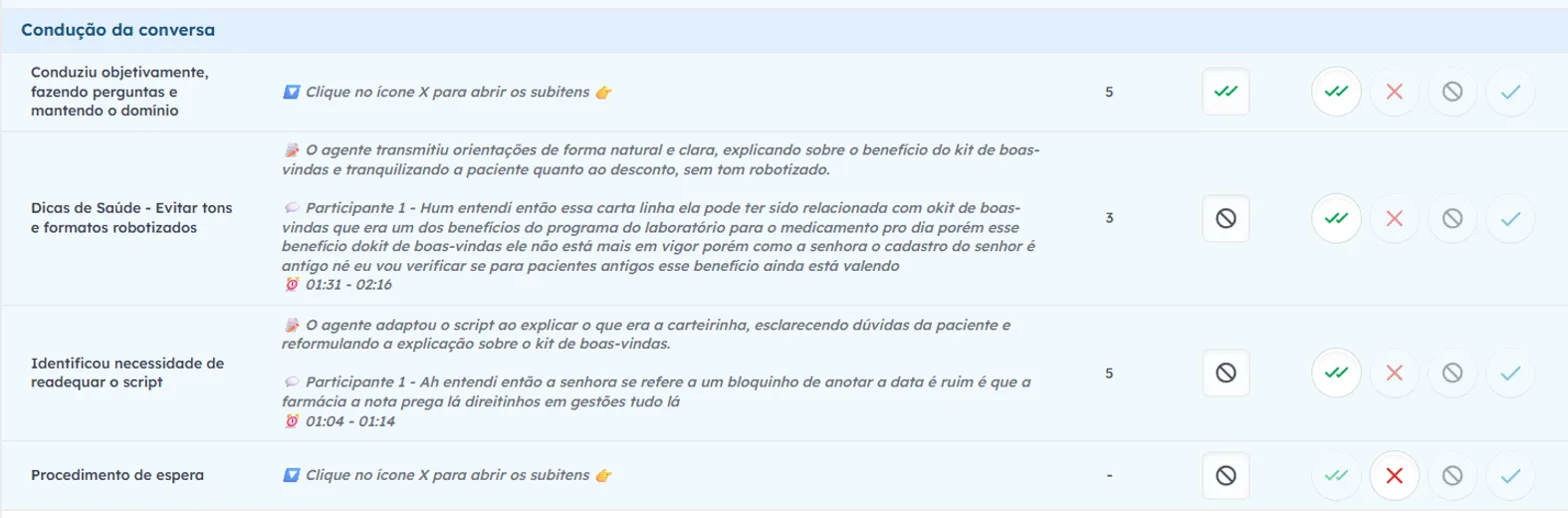 Condução da conversa
Conduziu objetivamente,
fazendo perguntas e
mantendo o domínio
🔽 Clique no ícone X para abrir os subitens 👉
5
Dicas de Saúde - Evitar tons
e formatos robotizados
📝 O agente transmitiu orientações de forma natural e clara, explicando sobre o benefício do kit de boas-
vindas e tranquilizando a paciente quanto ao desconto, sem tom robotizado.
💬 Participante 1 - Hum entendi então essa carta linha ela pode ter sido relacionada com okit de boas-
vindas que era um dos benefícios do programa do laboratório para o medicamento pro dia porém esse
benefício dokit de boas-vindas ele não está mais em vigor porém como a senhora o cadastro do senhor é
antigo né eu vou verificar se para pacientes antigos esse benefício ainda está valendo
⏰ 01:31 - 02:16
3
Identificou necessidade de
readequar o script
📝 O agente adaptou o script ao explicar o que era a carteirinha, esclarecendo dúvidas da paciente e
reformulando a explicação sobre o kit de boas-vindas.
💬 Participante 1 - Ah entendi então a senhora se refere a um bloquinho de anotar a data é ruim é que a
farmácia a nota prega lá direitinhos em gestões tudo lá
⏰ 01:04 - 01:14
5
Procedimento de espera
🔽 Clique no ícone X para abrir os subitens 👉
-